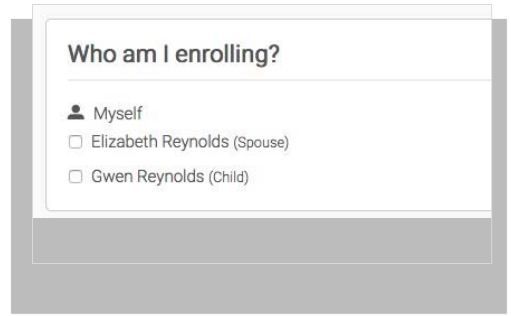 Who am I enrolling?
Myself
Elizabeth Reynolds (Spouse)
Gwen Reynolds (Child)